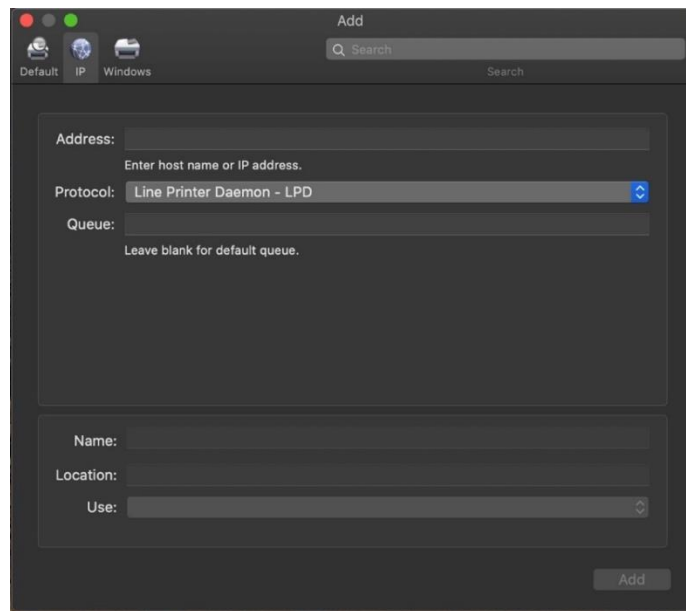 Add
Default IP Windows
Search
Search
Address:
Enter host name or IP address.
Protocol: Line Printer Daemon - LPD
Queue:
Leave blank for default queue.
Name:
Location:
Use:
Add